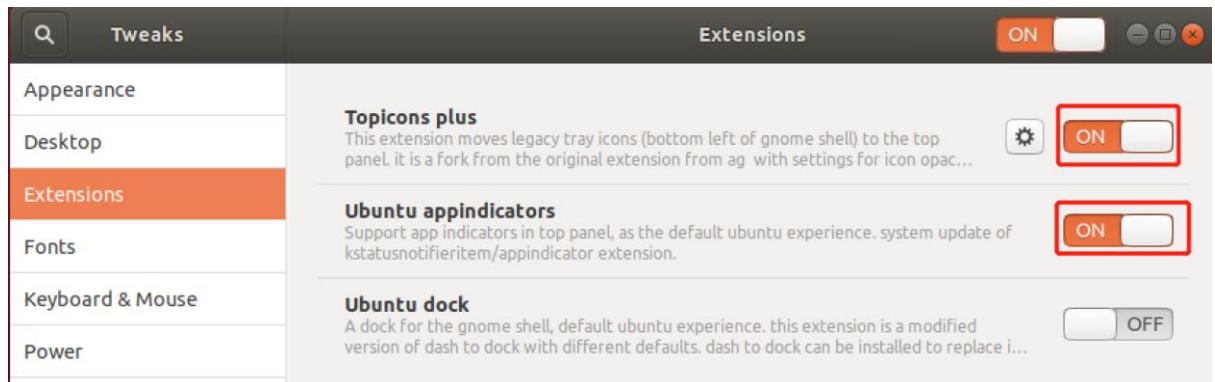 Tweaks
Extensions
ON
Appearance
Desktop
Extensions
Fonts
Keyboard & Mouse
Power
Topicons plus
This extension moves legacy tray icons (bottom left of gnome shell) to the top
panel. it is a fork from the original extension from ag with settings for icon opac...
ON
Ubuntu appindicators
Support app indicators in top panel, as the default ubuntu experience. system update of
kstatusnotifieritem/appindicator extension.
ON
Ubuntu dock
A dock for the gnome shell, default ubuntu experience. this extension is a modified
version of dash to dock with different defaults. dash to dock can be installed to replace i...
OFF